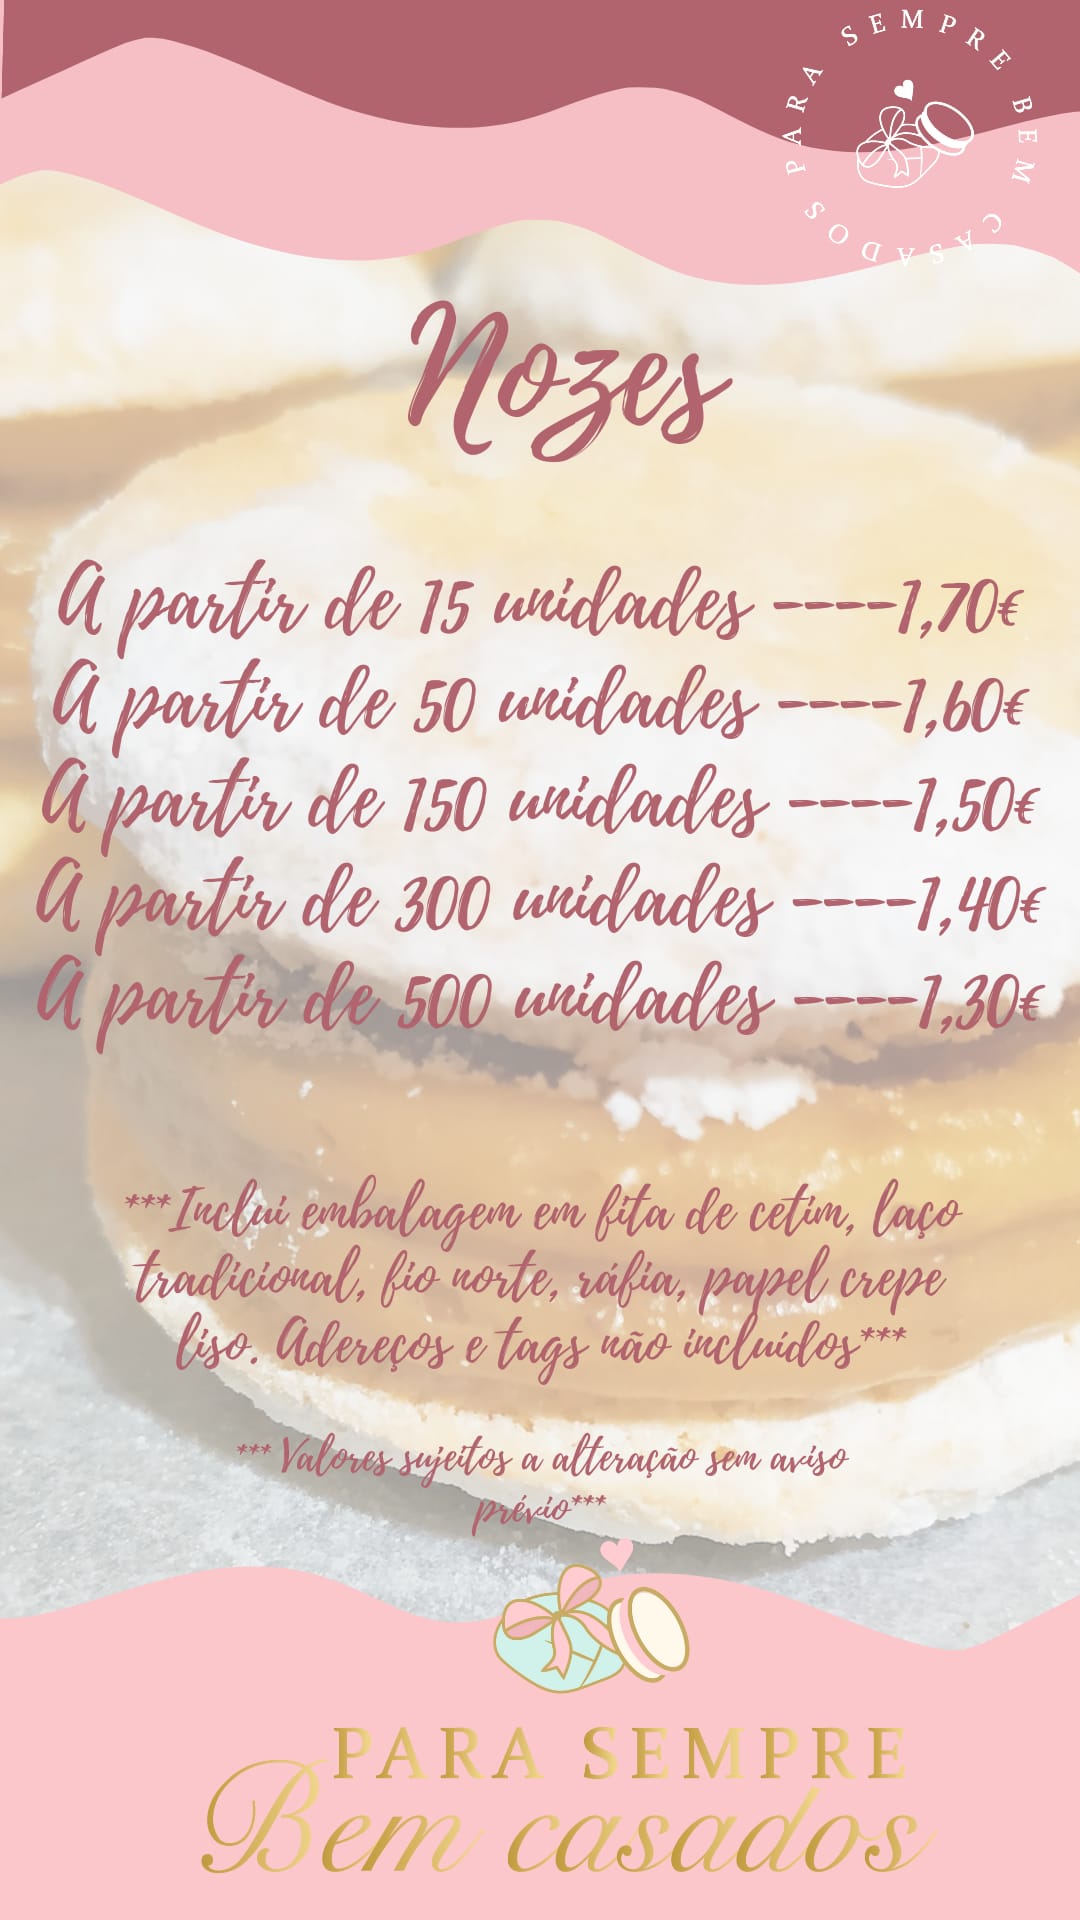 PARA SEMPRE BEM CASADOS
Nozes
A partir de 15 unidades ----1,70€
A partir de 50 unidades ----1,60€
A partir de 150 unidades ----1,50€
A partir de 300 unidades ----1,40€
A partir de 500 unidades ----1,30€
***Inclui embalagem em fita de cetim, laço
tradicional, fio norte, ráfia, papel crepe
liso. Adereços e tags não incluídos***
*** Valores sujeitos a alteração sem aviso
prévio***
PARA SEMPRE
Bem casados